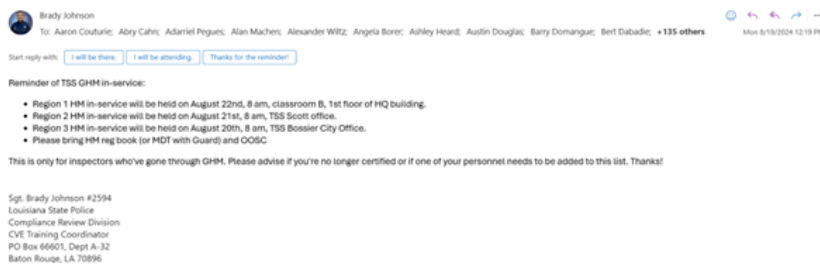 Brady Johnson
To: Aaron Couturie; Abry Cahn; Adarriel Pegues; Alan Machen; Alexander Wiltz; Angela Borer; Ashley Heard; Austin Douglas; Barry Domangue; Bert Dabadie; +135 others
Mon 8/19/2024 12:19 PM
Start reply with: I will be there. I will be attending. Thanks for the reminder!
Reminder of TSS GHM in-service:
• Region 1 HM in-service will be held on August 22nd, 8 am, classroom B, 1st floor of HQ building.
• Region 2 HM in-service will be held on August 21st, 8 am, TSS Scott office.
• Region 3 HM in-service will be held on August 20th, 8 am, TSS Bossier City Office.
• Please bring HM reg book (or MDT with Guard) and OOSC
This is only for inspectors who've gone through GHM. Please advise if you're no longer certified or if one of your personnel needs to be added to this list. Thanks!
Sgt. Brady Johnson #2594
Louisiana State Police
Compliance Review Division
CVE Training Coordinator
PO Box 66601, Dept A-32
Baton Rouge, LA 70896